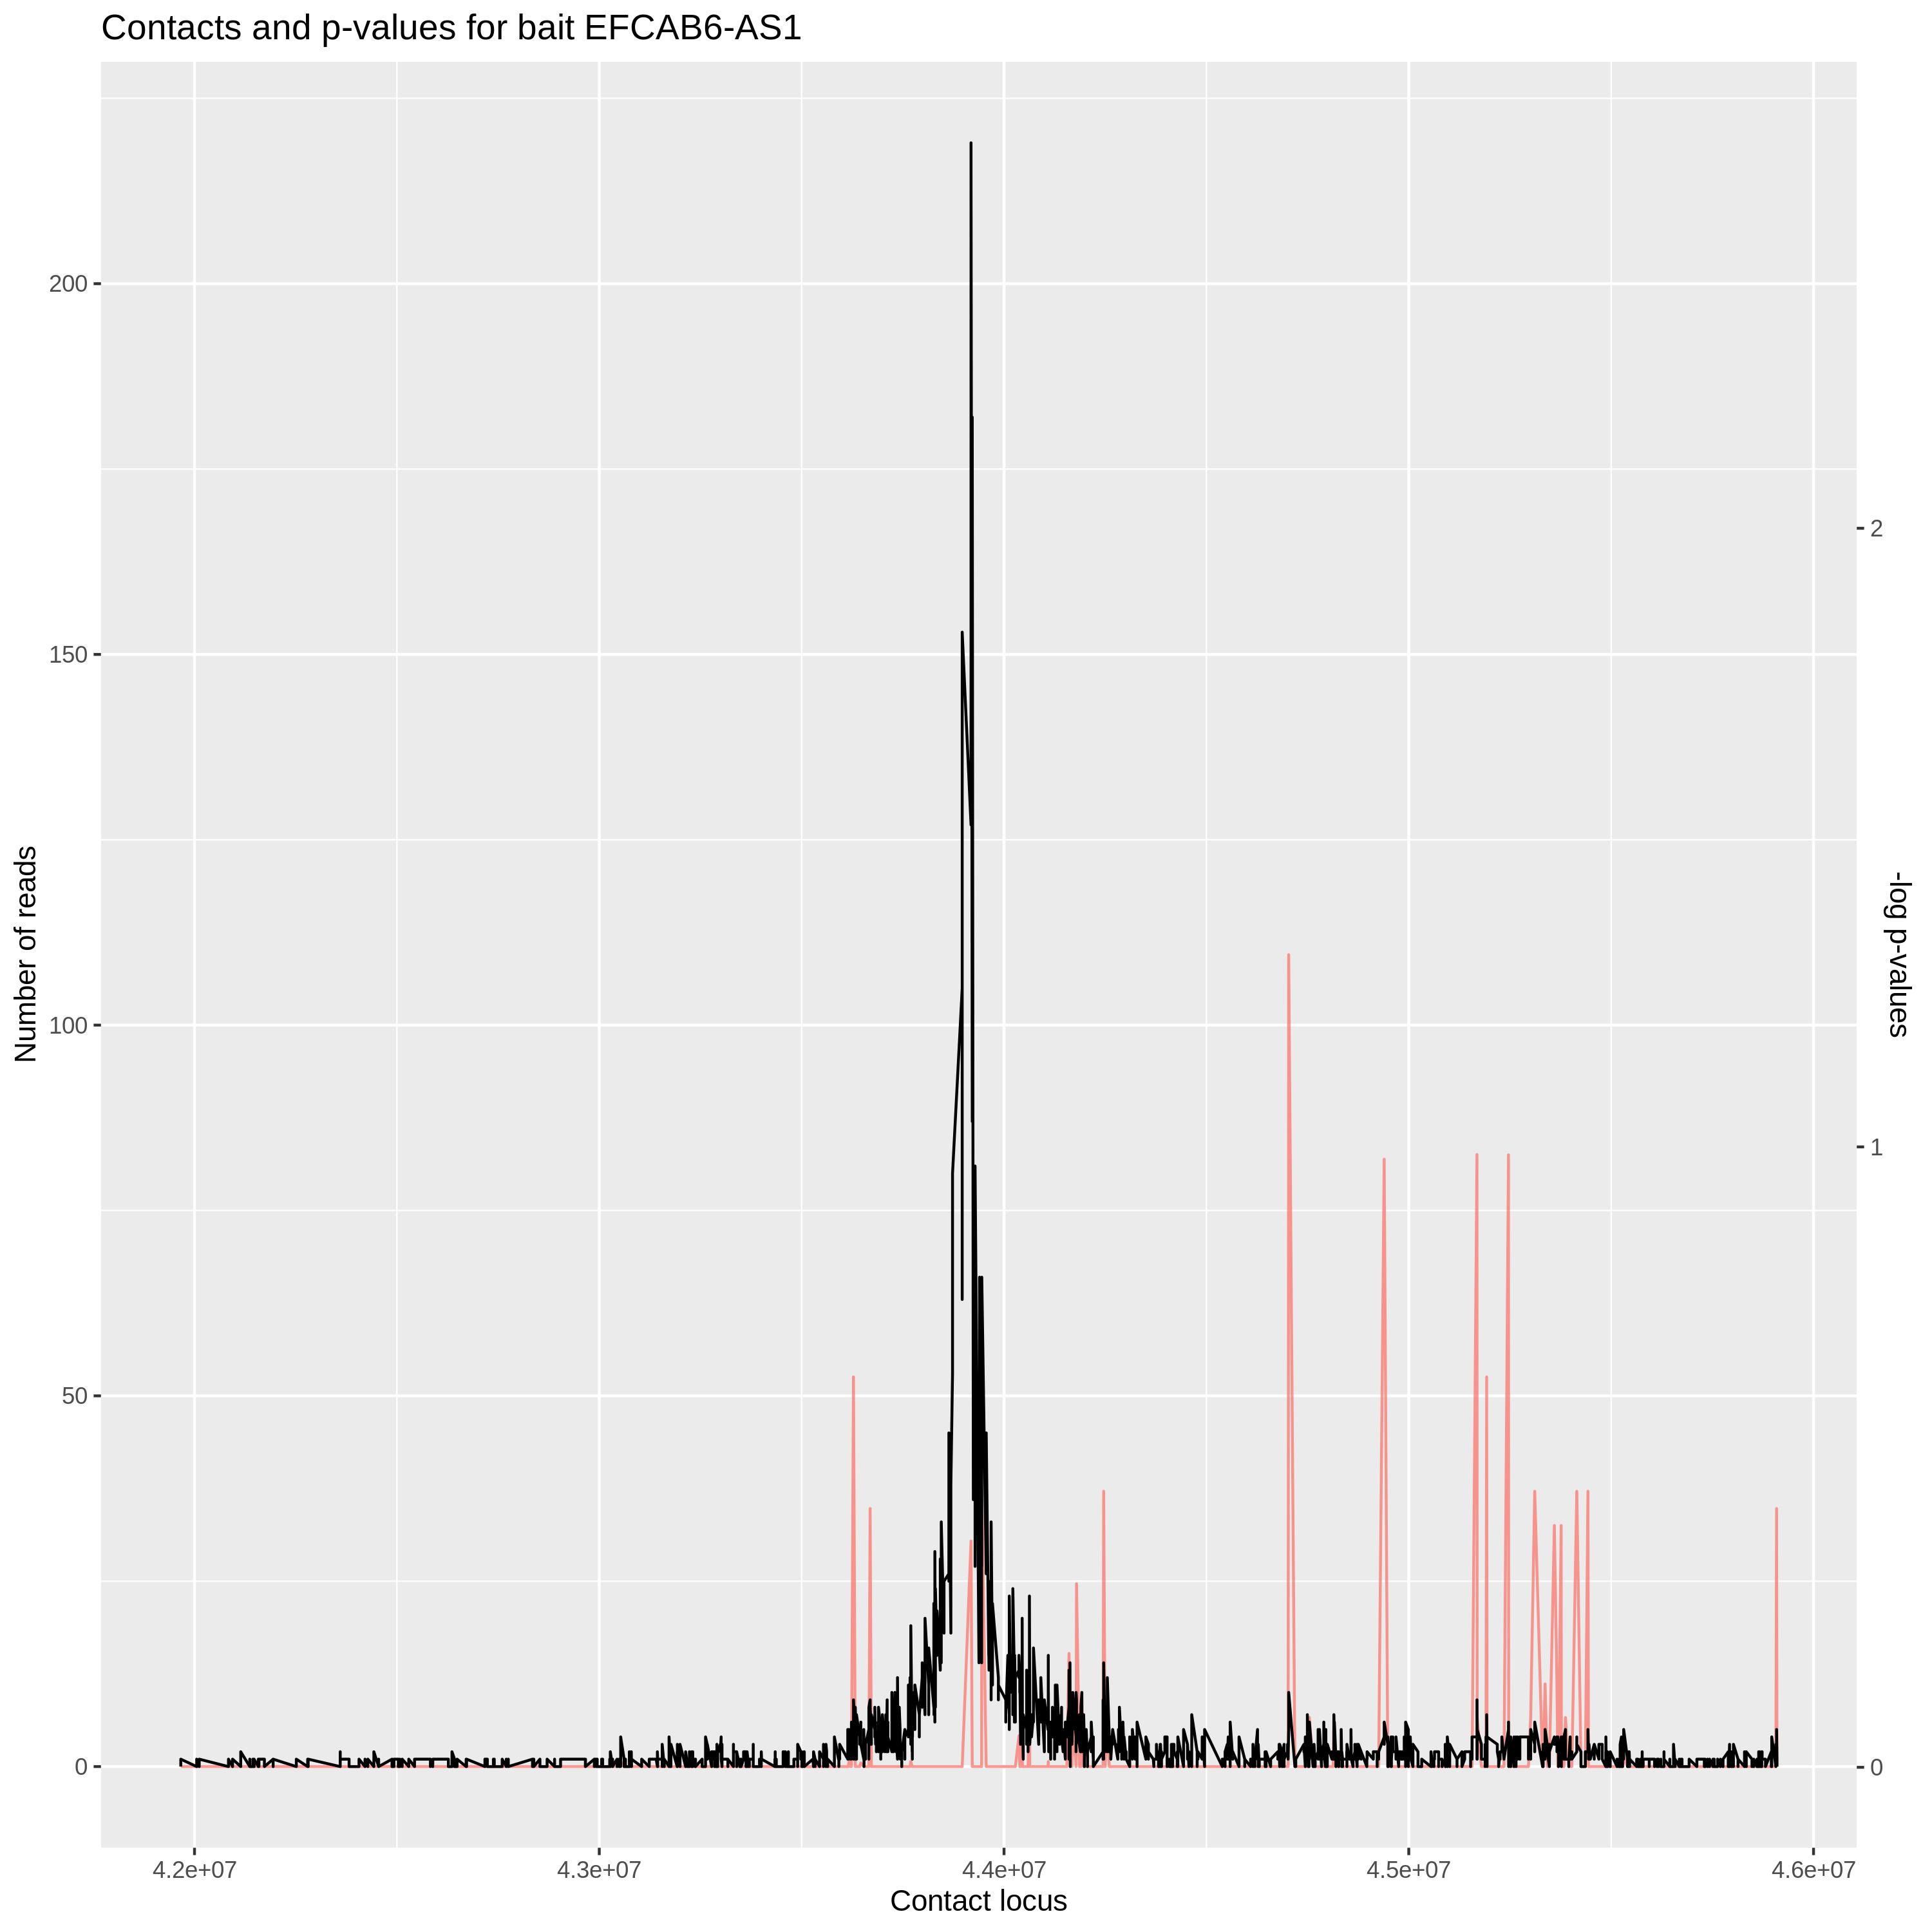 Contacts and p-values for bait EFCAB6-AS1
200
150
100
50
0
Number of reads
2
1
0
-log p-values
4.2e+07
4.3e+07
4.4e+07
4.5e+07
4.6e+07
Contact locus